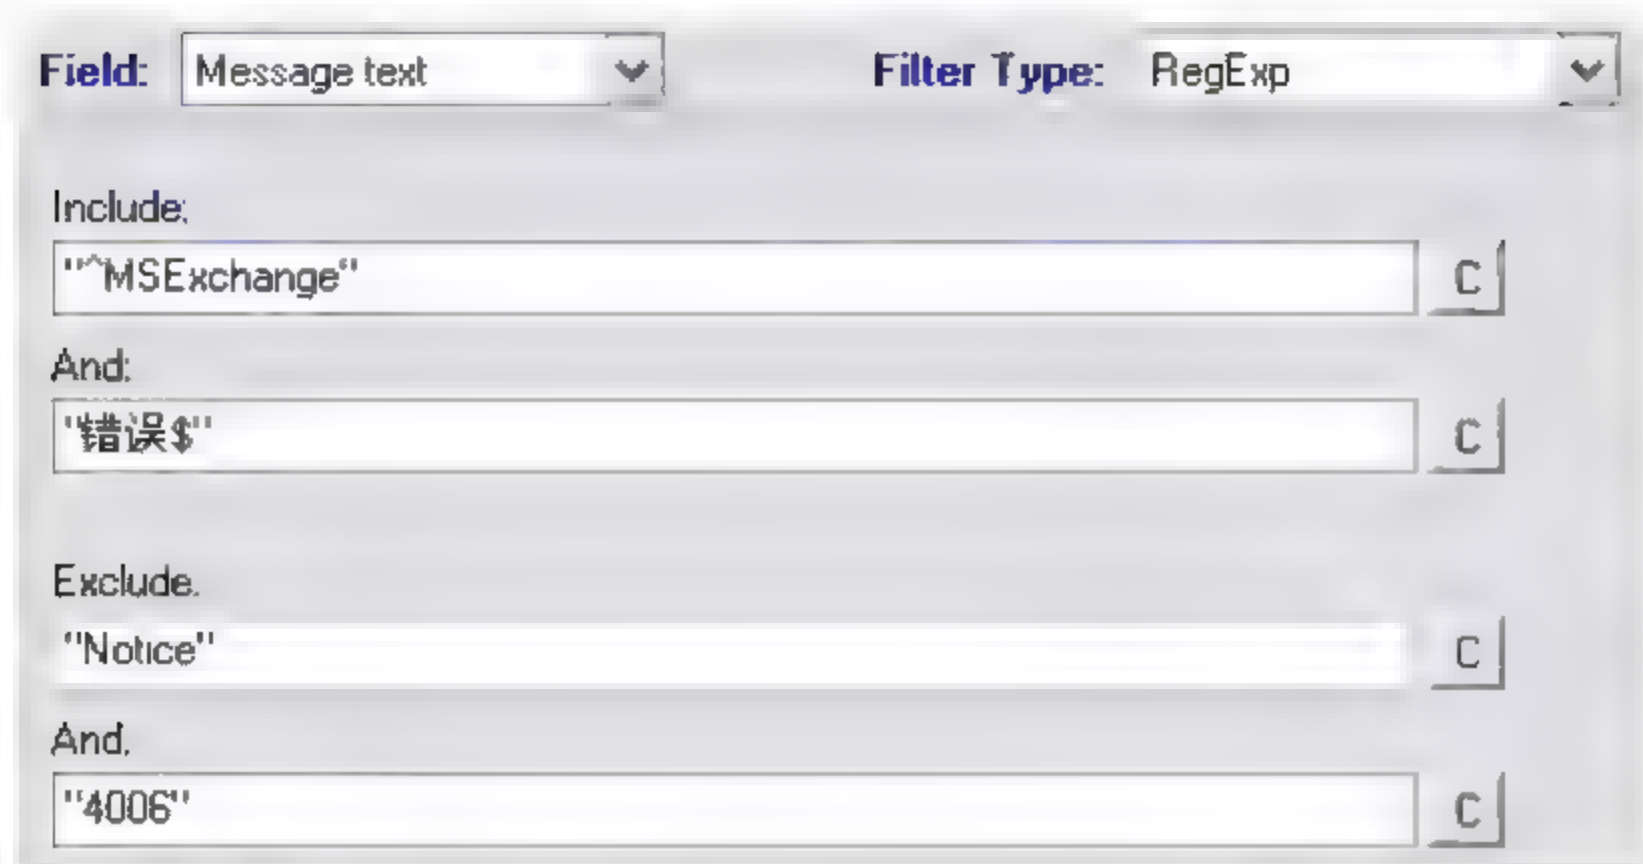 Field: Message text Filter Type: RegExp
Include:
"^MSExchange" C
And:
"错误$" C
Exclude:
"Notice" C
And:
"4006" C